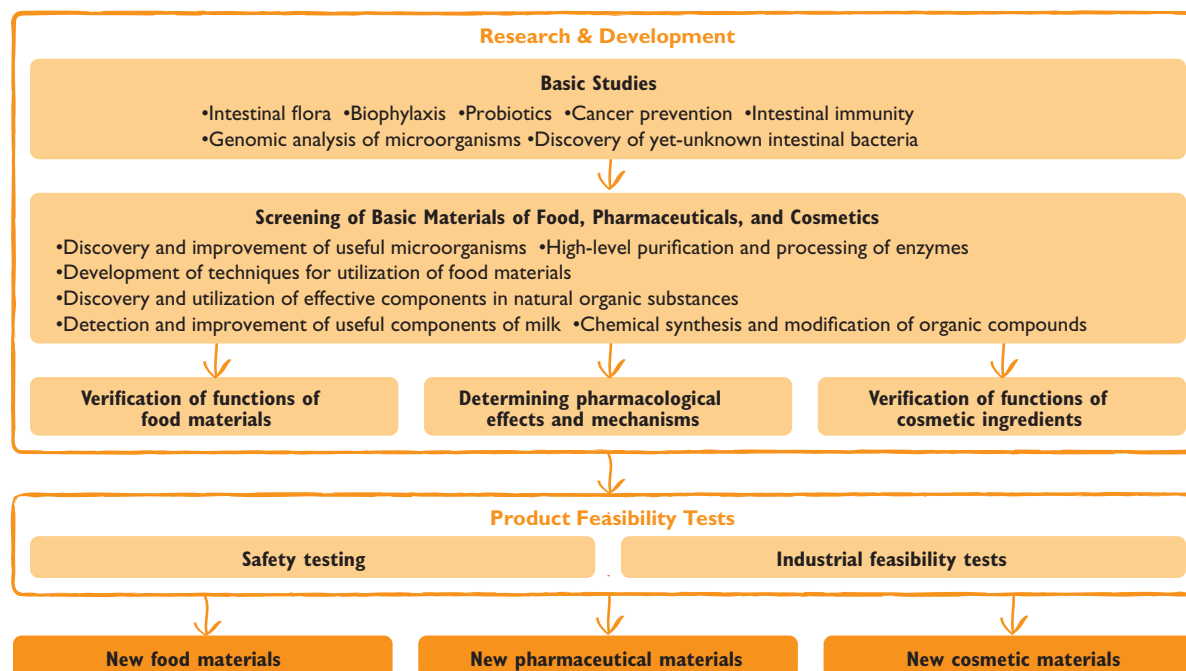 Research & Development
Basic Studies
•Intestinal flora •Biophylaxis •Probiotics •Cancer prevention •Intestinal immunity
•Genomic analysis of microorganisms •Discovery of yet-unknown intestinal bacteria
Screening of Basic Materials of Food, Pharmaceuticals, and Cosmetics
•Discovery and improvement of useful microorganisms •High-level purification and processing of enzymes
•Development of techniques for utilization of food materials
•Discovery and utilization of effective components in natural organic substances
•Detection and improvement of useful components of milk •Chemical synthesis and modification of organic compounds
Verification of functions of
food materials
Determining pharmacological
effects and mechanisms
Verification of functions of
cosmetic ingredients
Product Feasibility Tests
Safety testing
Industrial feasibility tests
New food materials
New pharmaceutical materials
New cosmetic materials